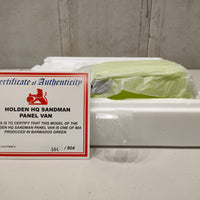 Certificate of Authenticity
HOLDEN HQ SANDMAN
PANEL VAN
THIS IS TO CERTIFY THAT THIS MODEL OF THE
HOLDEN HQ SANDMAN PANEL VAN IS ONE OF 804
PRODUCED IN BARBADOS GREEN.
/ 804